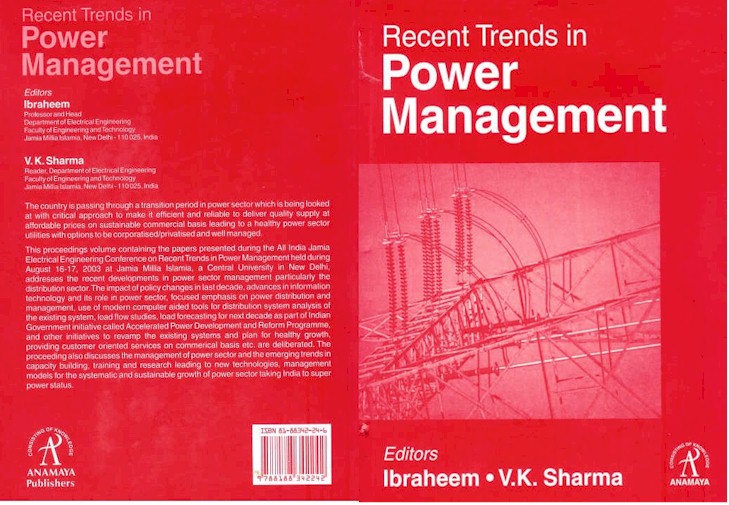 Recent Trends in
Power
Management
Editors
Ibraheem
Professor and Head
Department of Electrical Engineering
Faculty of Engineering and Technology
Jamia Millia Islamia, New Delhi - 110 025, India
V.K. Sharma
Reader, Department of Electrical Engineering
Faculty of Engineering and Technology
Jamia Millia Islamia, New Delhi - 110 025, India
The country is passing through a transition period in power sector which is being looked
at with critical approach to make it efficient and reliable to deliver quality supply at
affordable prices on sustainable commercial basis leading to a healthy power sector
utilities with options to be corporatised/privatised and well managed.
This proceedings volume containing the papers presented during the All India Jamia
Electrical Engineering Conference on Recent Trends in Power Management held during
August 16-17, 2003 at Jamia Millia Islamia, a Central University in New Delhi,
addresses the recent developments in power sector management particularly the
distribution sector. The impact of policy changes in last decade, advances in information
technology and its role in power sector, focused emphasis on power distribution and
management, use of modern computer aided tools for distribution system analysis of
the existing system, load flow studies, load forecasting for next decade as part of Indian
Government initiative called Accelerated Power Development and Reform Programme,
and other initiatives to revamp the existing systems and plan for healthy growth,
providing customer oriented services on commerical basis etc. are deliberated. The
proceeding also discusses the management of power sector and the emerging trends in
capacity building, training and research leading to new technologies, management
models for the systematic and sustainable growth of power sector taking India to super
power status.
CONSISTING OF KNOWLEDGE
ANAMAYA
Publishers
ISBN 81-88342-24-6
9 788188 342242
Recent Trends in
Power
Management
Editors
Ibraheem • V.K. Sharma
CONSISTING OF KNOWLEDGE
ANAMAYA